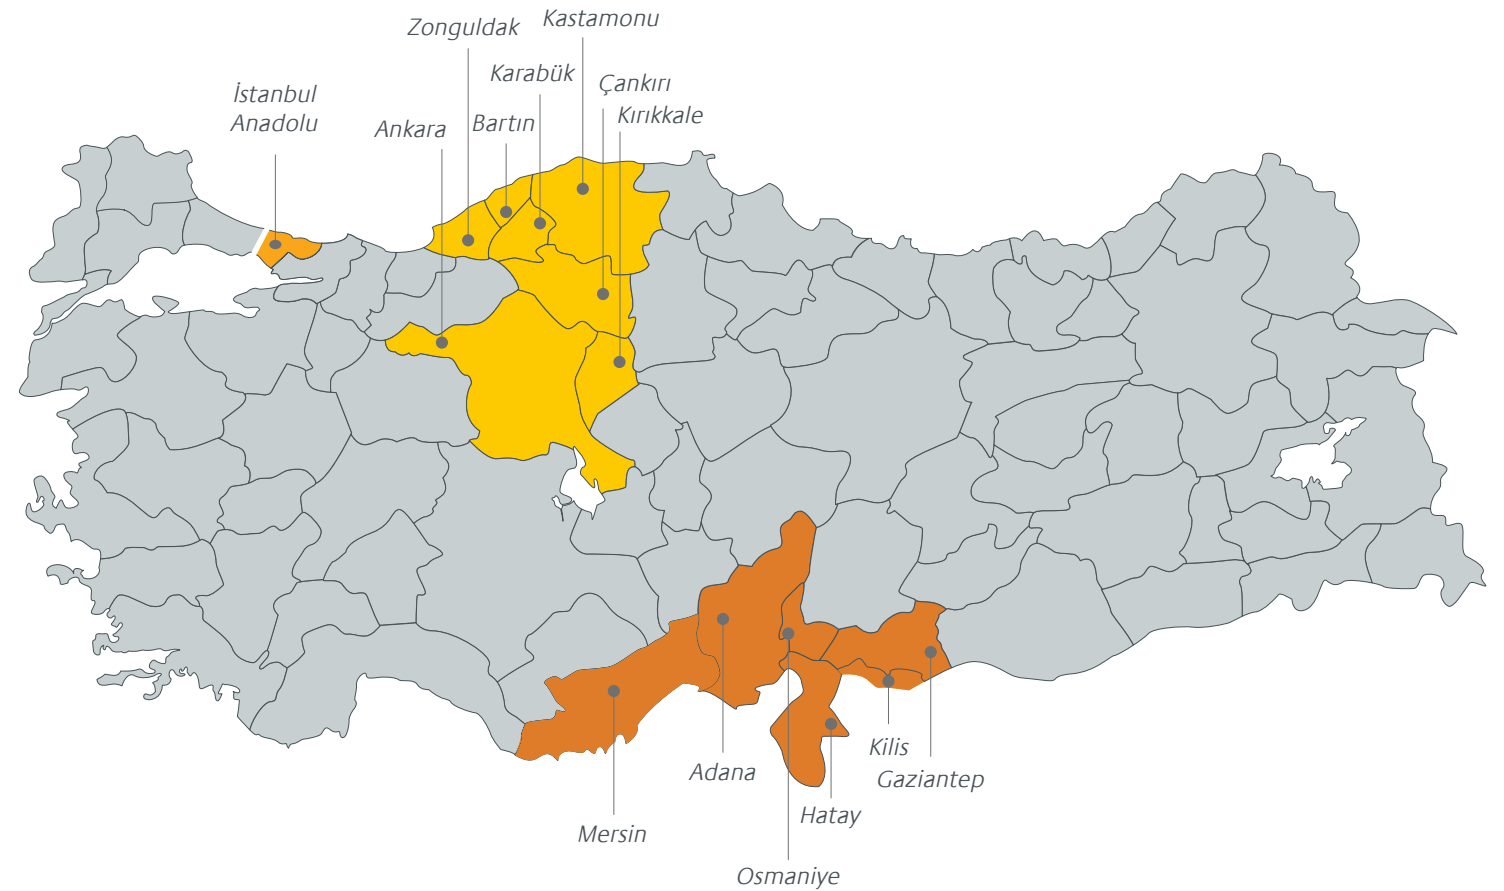 Kastamonu
Zonguldak
Karabük
Çankırı
İstanbul
Anadolu
Kırıkkale
Bartın
Ankara
Kilis
Adana
Gaziantep
Hatay
Mersin
Osmaniye